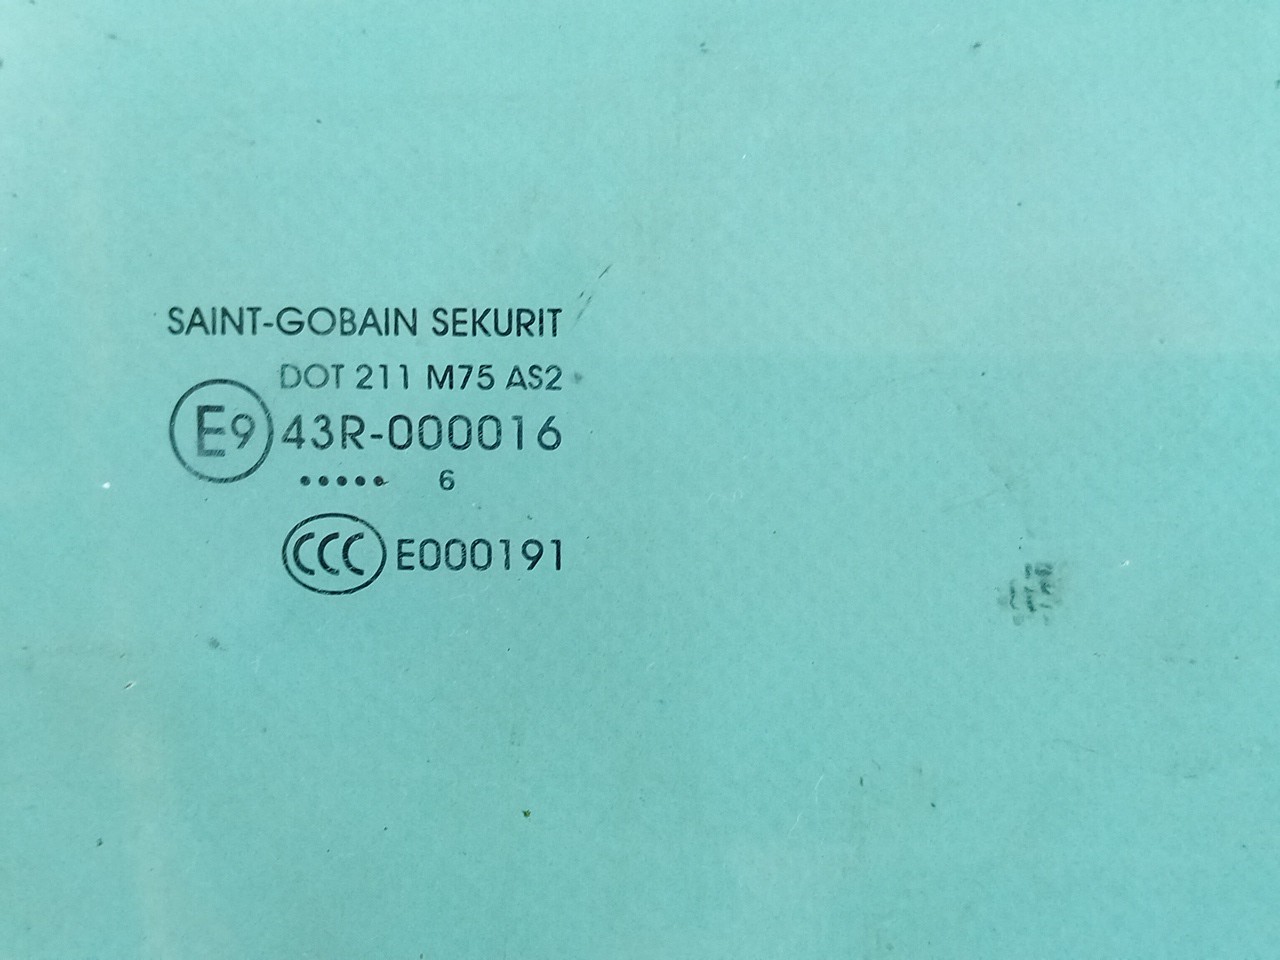 SAINT-GOBAIN SEKURIT
DOT 211 M75 AS2
E9 43R-000016
••••• 6
CCC E000191